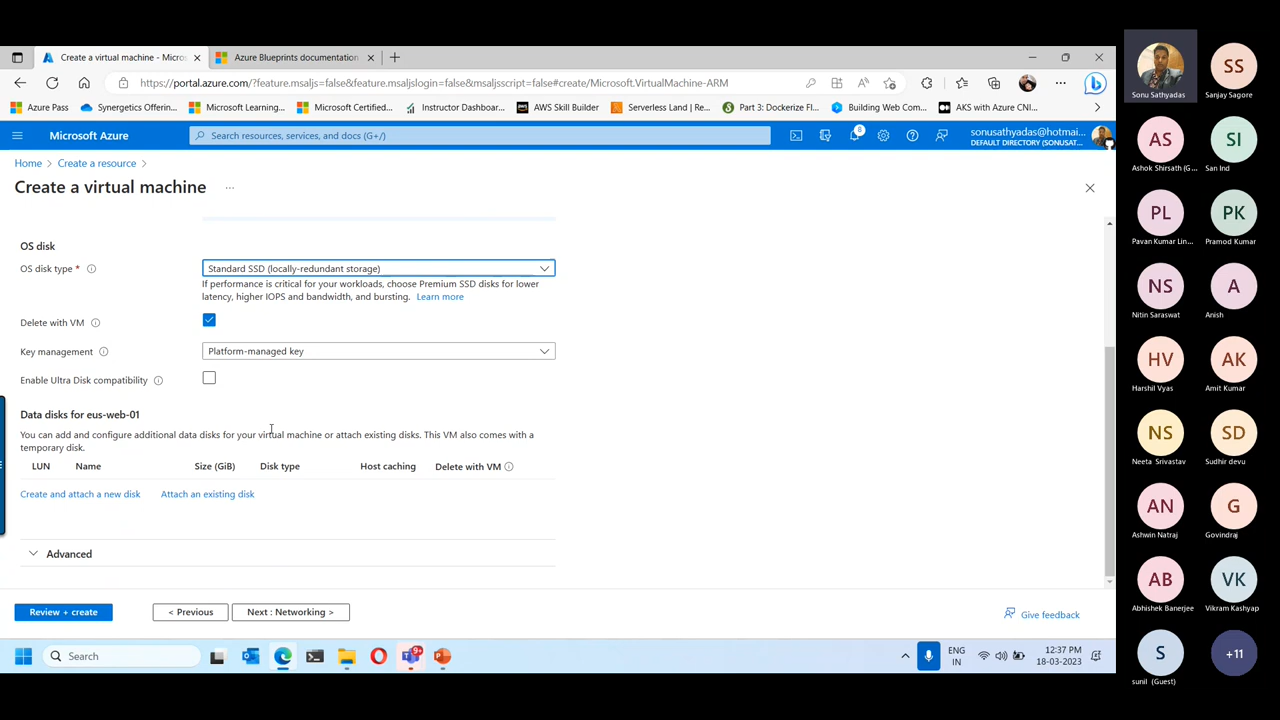 Create a virtual machine - Micros
Azure Blueprints documentation
https://portal.azure.com/?feature.msaljs=false&feature.msaljslogin=false&msaljsscript=false#create/Microsoft.VirtualMachine-ARM
Azure Pass
Synergetics Offering...
Microsoft Learning...
Microsoft Certified...
Instructor Dashboar...
AWS Skill Builder
Serverless Land | Re...
Part 3: Dockerize Fl...
Building Web Com...
AKS with Azure CNI...
Microsoft Azure
Search resources, services, and docs (G+/)
6
sonusathyadas@hotmai...
DEFAULT DIRECTORY (SONUSAT...
Home
Create a resource
Create a virtual machine
...
OS disk
OS disk type *
Standard SSD (locally-redundant storage)
If performance is critical for your workloads, choose Premium SSD disks for lower
latency, higher IOPS and bandwidth, and bursting. Learn more
Delete with VM
Key management
Platform-managed key
Enable Ultra Disk compatibility
Data disks for eus-web-01
You can add and configure additional data disks for your virtual machine or attach existing disks. This VM also comes with a
temporary disk.
LUN Name Size (GiB) Disk type Host caching Delete with VM
Create and attach a new disk Attach an existing disk
Advanced
Review + create
< Previous
Next : Networking >
Give feedback
Search
9+
ENG
IN
12:37 PM
18-03-2023
Sonu Sathyadas
SS
Sanjay Sagore
AS
Ashok Shirsath (G...
SI
San Ind
PL
Pavan Kumar Lin...
PK
Pramod Kumar
NS
Nitin Saraswat
A
Anish
HV
Harshil Vyas
AK
Amit Kumar
NS
Neeta Srivastav
SD
Sudhir devu
AN
Ashwin Natraj
G
Govindraj
AB
Abhishek Banerjee
VK
Vikram Kashyap
S
sunil (Guest)
+11